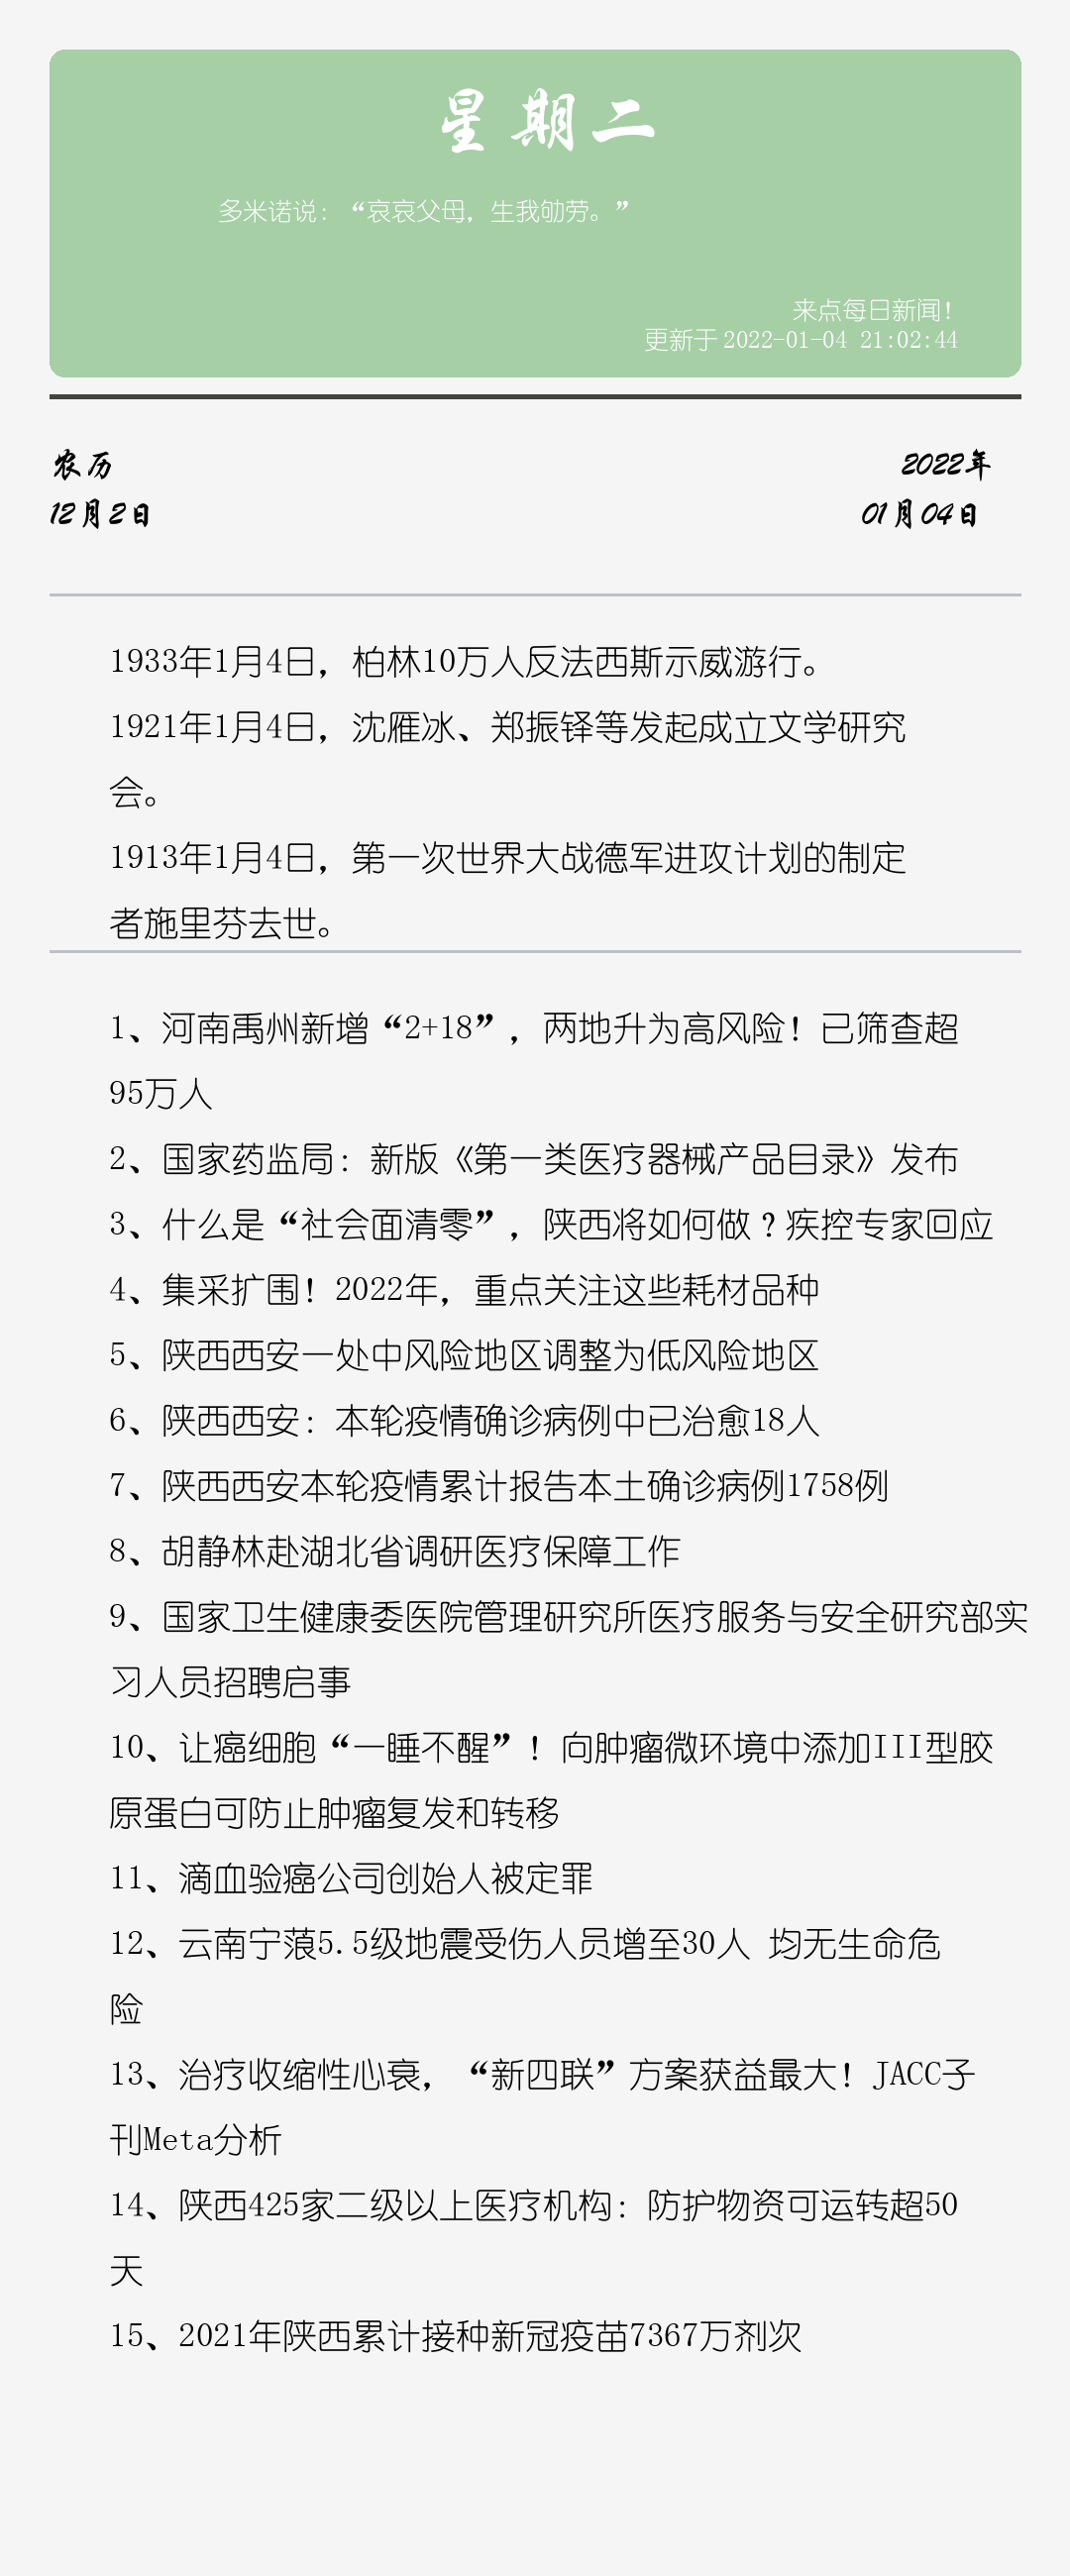 星期二
多米诺说：“哀哀父母，生我劬劳。”
来点每日新闻！
更新于 2022-01-04 21:02:44
农历
12月2日
2022年
01月04日
1933年1月4日，柏林10万人反法西斯示威游行。
1921年1月4日，沈雁冰、郑振铎等发起成立文学研究
会。
1913年1月4日，第一次世界大战德军进攻计划的制定
者施里芬去世。
1、河南禹州新增“2+18”，两地升为高风险！已筛查超
95万人
2、国家药监局：新版《第一类医疗器械产品目录》发布
3、什么是“社会面清零”，陕西将如何做？疾控专家回应
4、集采扩围！2022年，重点关注这些耗材品种
5、陕西西安一处中风险地区调整为低风险地区
6、陕西西安：本轮疫情确诊病例中已治愈18人
7、陕西西安本轮疫情累计报告本土确诊病例1758例
8、胡静林赴湖北省调研医疗保障工作
9、国家卫生健康委医院管理研究所医疗服务与安全研究部实
习人员招聘启事
10、让癌细胞“一睡不醒”！向肿瘤微环境中添加III型胶
原蛋白可防止肿瘤复发和转移
11、滴血验癌公司创始人被定罪
12、云南宁蒗5.5级地震受伤人员增至30人 均无生命危
险
13、治疗收缩性心衰，“新四联”方案获益最大！JACC子
刊Meta分析
14、陕西425家二级以上医疗机构：防护物资可运转超50
天
15、2021年陕西累计接种新冠疫苗7367万剂次